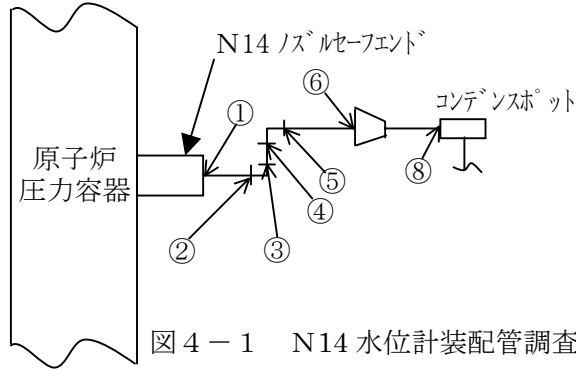 N14 ノズルセーフエンド
⑥
コンデンスポット
①
原子炉
圧力容器
⑤
⑧
④
②
③
図4-1 N14 水位計装配管調査